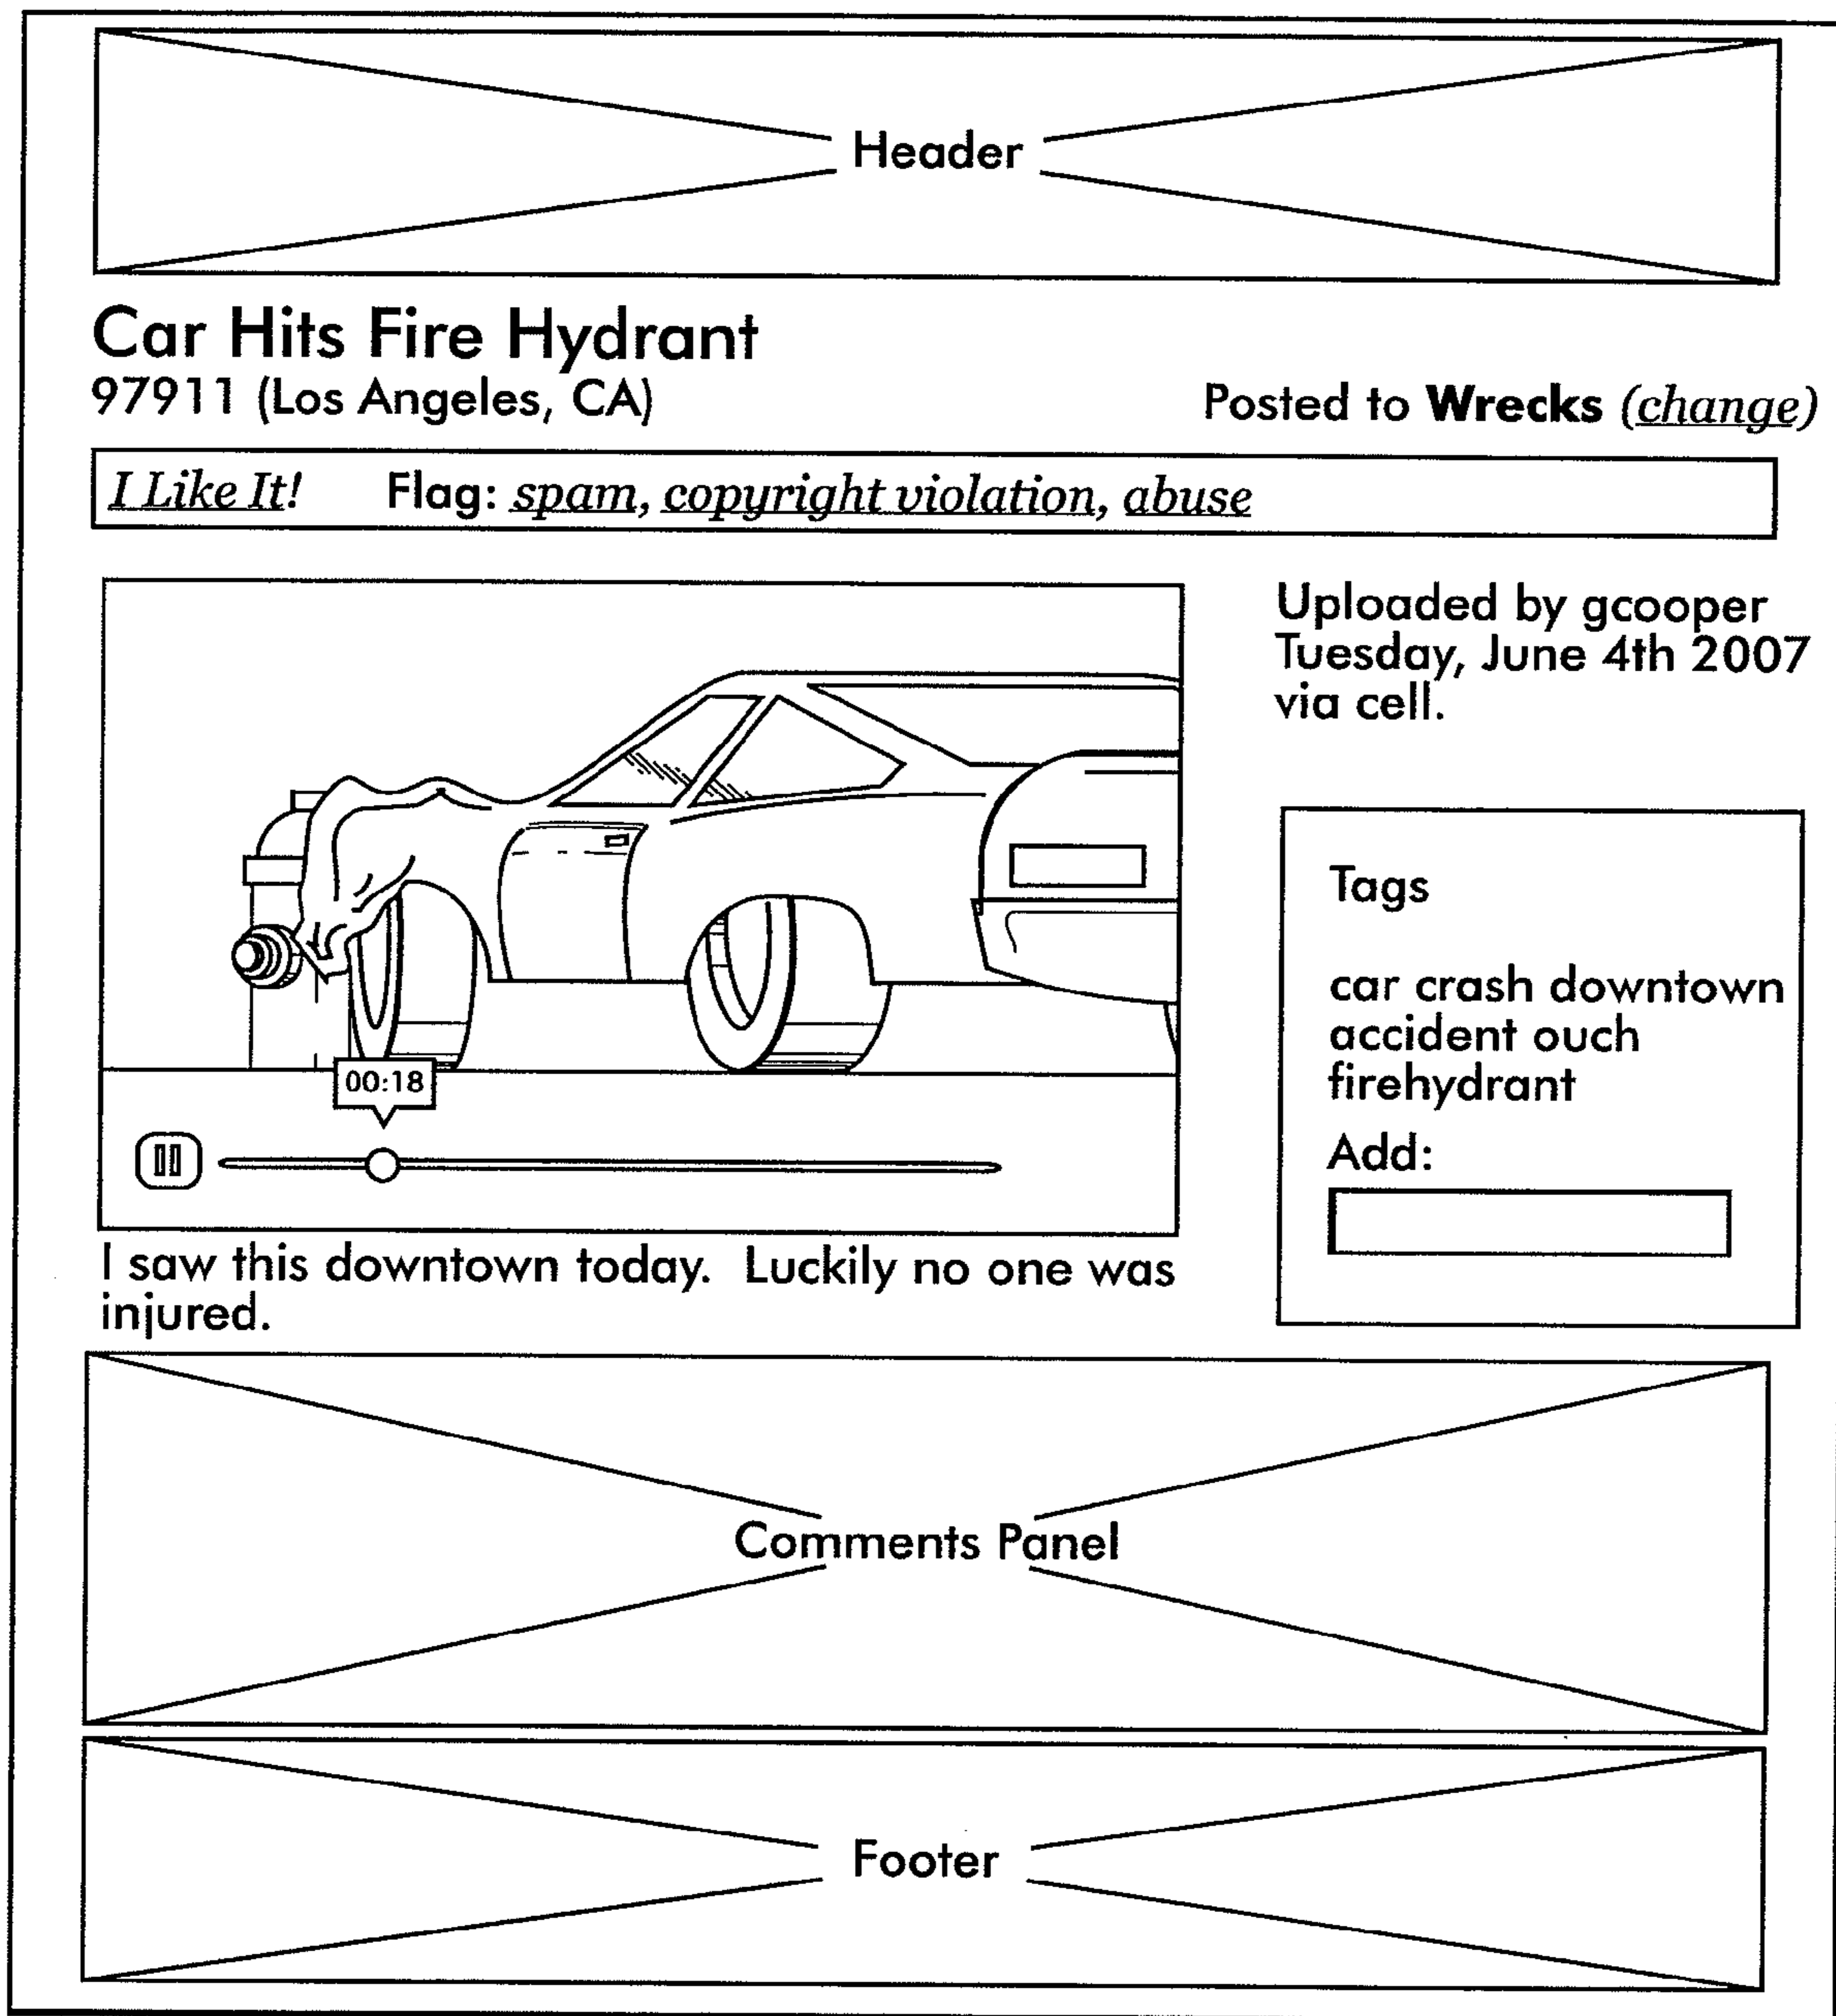 Header
Car Hits Fire Hydrant
97911 (Los Angeles, CA)
Posted to Wrecks (change)
I Like It! Flag: spam, copyright violation, abuse
Uploaded by gcooper
Tuesday, June 4th 2007
via cell.
00:18
I saw this downtown today. Luckily no one was
injured.
Tags
car crash downtown
accident ouch
firehydrant
Add:
Comments Panel
Footer